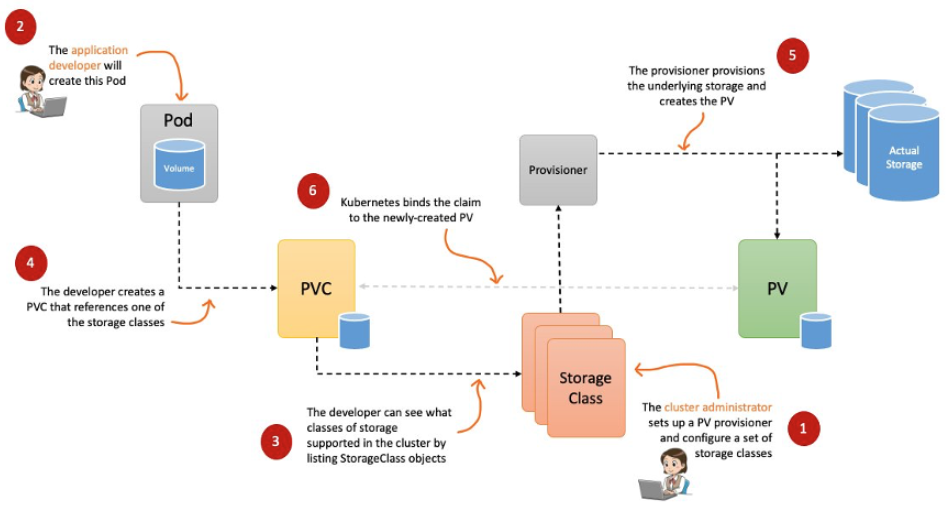 2
The application
developer will
create this Pod
Pod
Volume
5
The provisioner provisions
the underlying storage and
creates the PV
Actual
Storage
Provisioner
6
Kubernetes binds the claim
to the newly-created PV
4
The developer creates a
PVC that references one of
the storage classes
PVC
PV
Storage
Class
3
The developer can see what
classes of storage
supported in the cluster by
listing StorageClass objects
The cluster administrator
sets up a PV provisioner
and configure a set of
storage classes
1